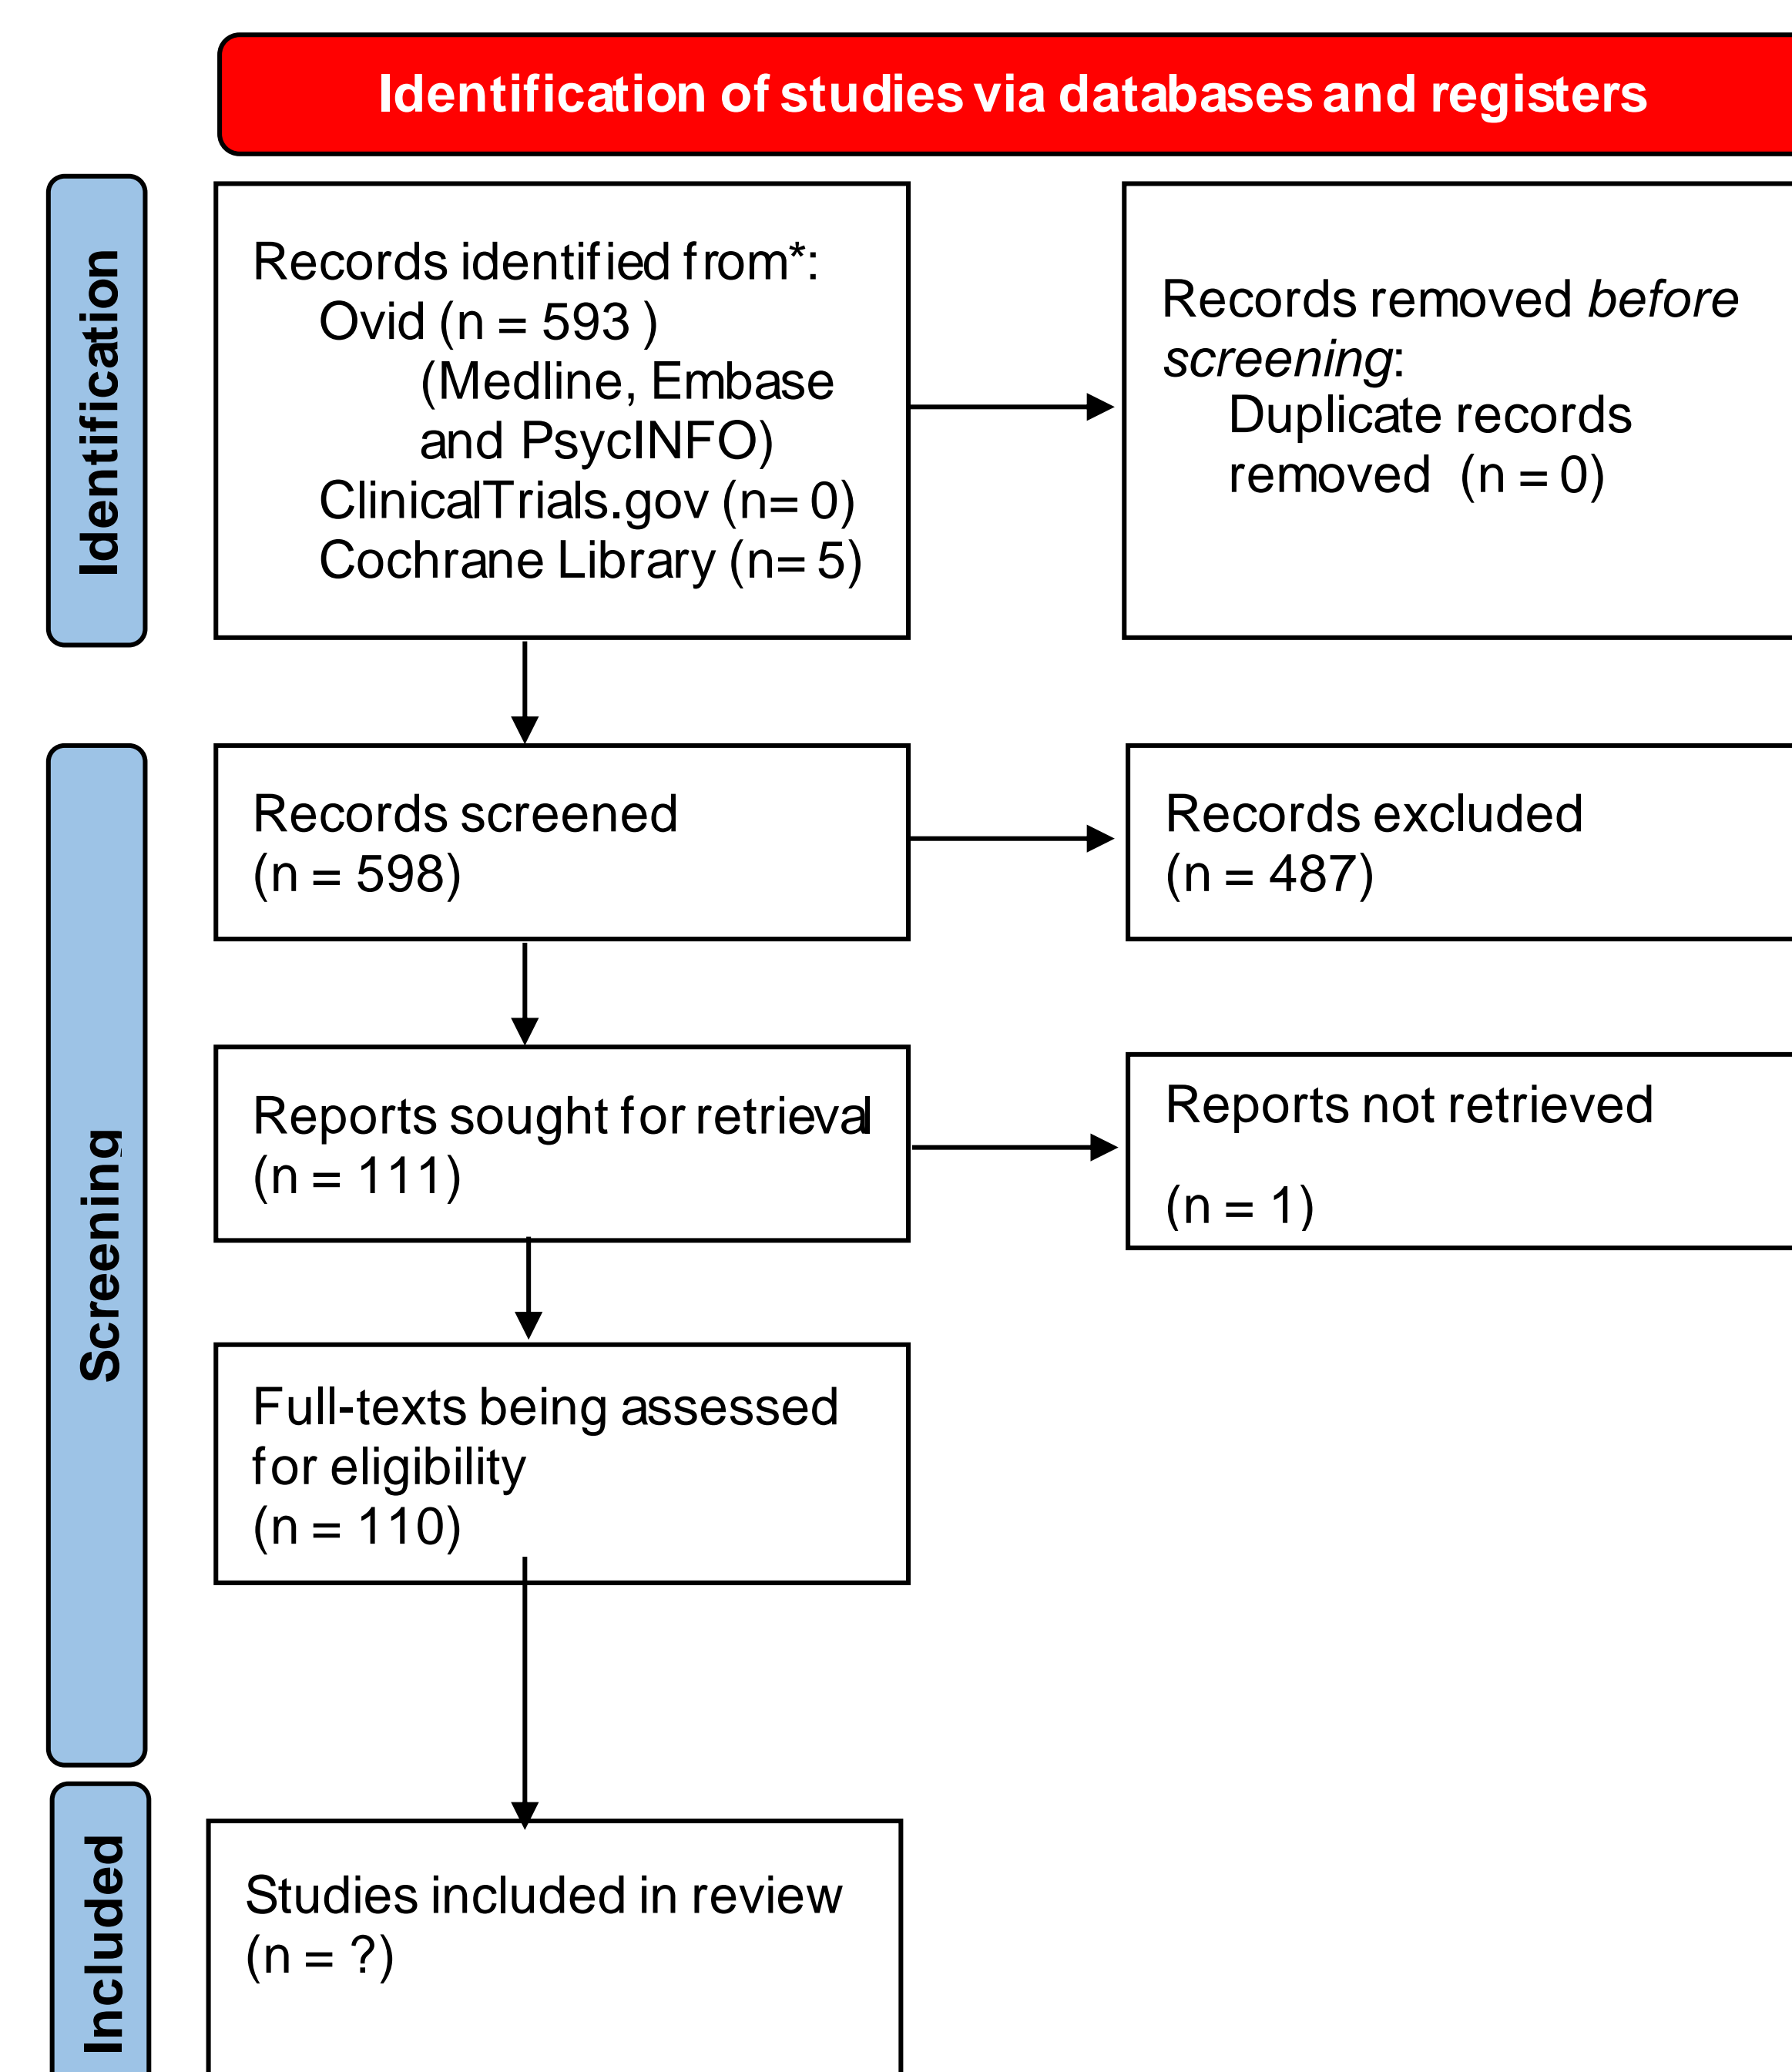 Identification of studies via databases and registers
Identification
Records identified from*:
Ovid (n = 593 )
(Medline, Embase
and PsycINFO)
ClinicalTrials.gov (n= 0)
Cochrane Library (n= 5)
Records removed before
screening:
Duplicate records
removed (n = 0)
Screening
Records screened
(n = 598)
Records excluded
(n = 487)
Reports sought for retrieval
(n = 111)
Reports not retrieved
(n = 1)
Full-texts being assessed
for eligibility
(n = 110)
Included
Studies included in review
(n = ?)